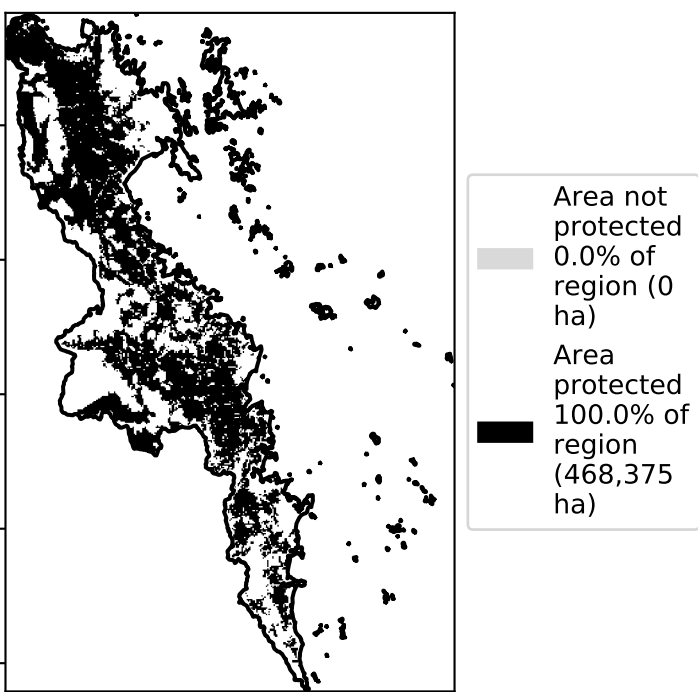 Area not
protected
0.0% of
region (0
ha)
Area
protected
100.0% of
region
(468,375
ha)